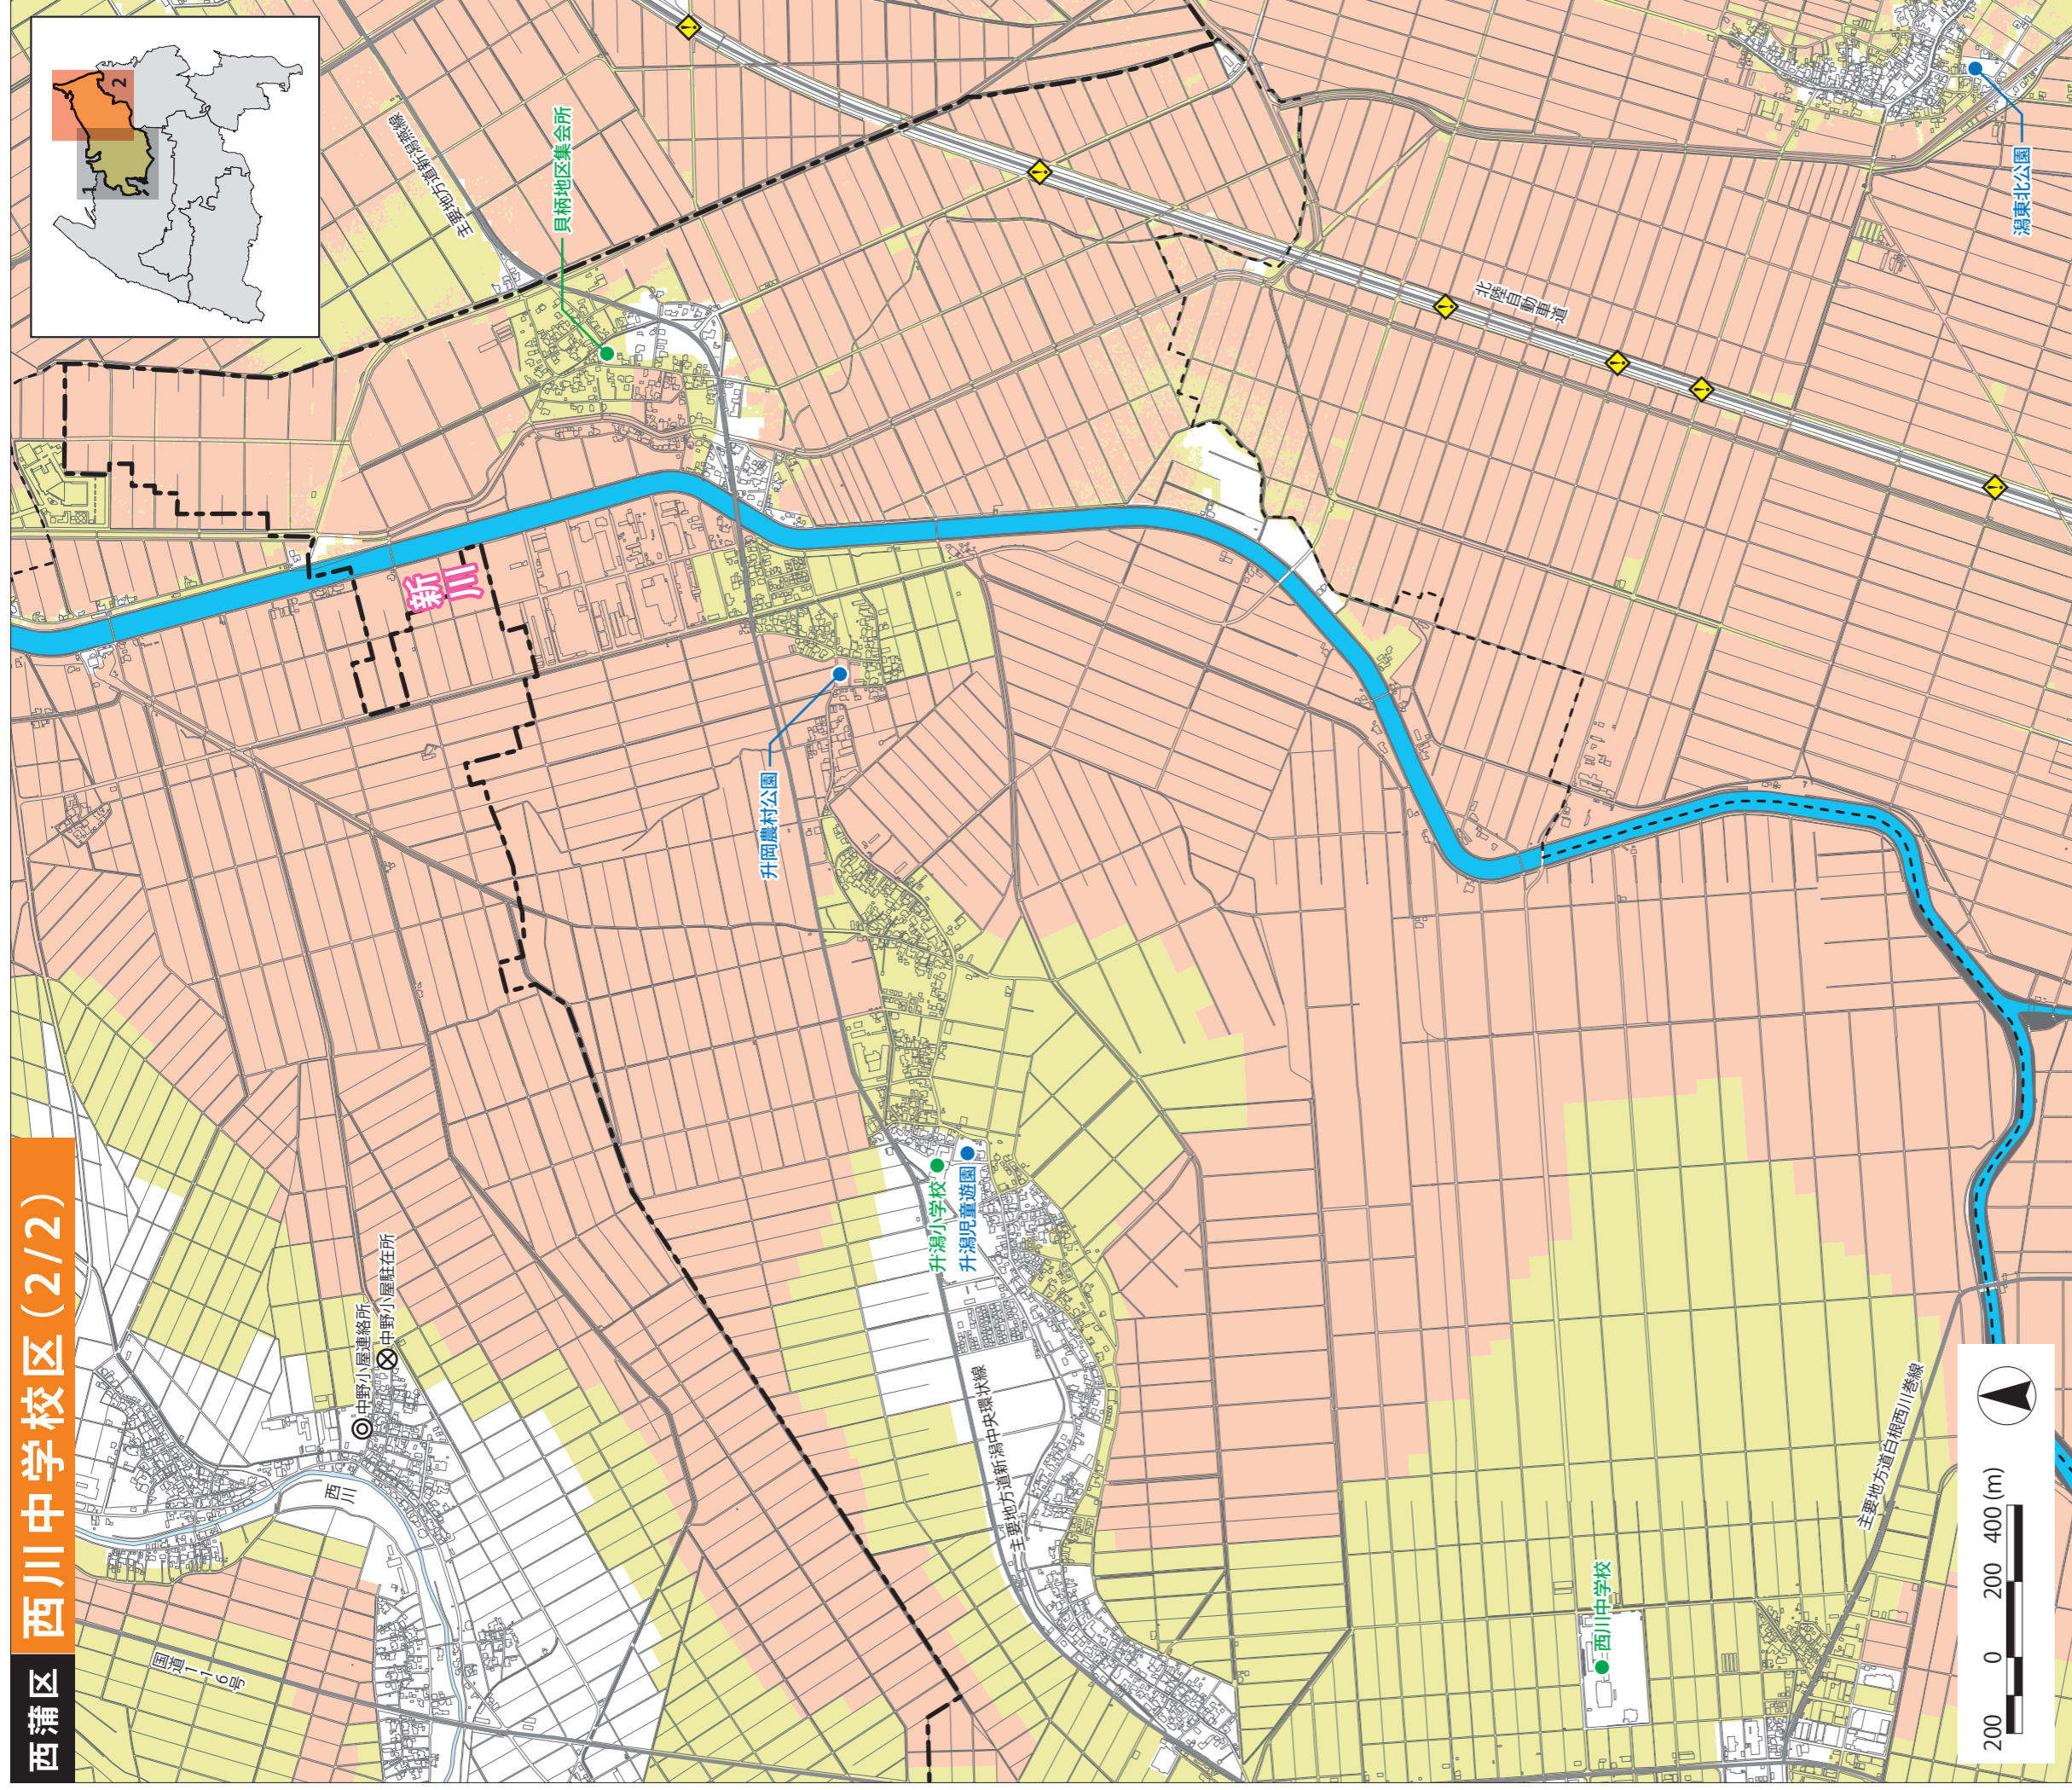 西蒲区
西川中学校区(2/2)
1
2
主要地方道新潟燕線
貝柄地区集会所
潟東北公園
北陸自動車道
新川
升岡農村公園
升潟小学校
升潟児童遊園
中野小屋連絡所
中野小屋駐在所
西川
国道116号
主要地方道新潟中央環状線
西川中学校
主要地方道白根西川巻線
200 0 200 400 (m)